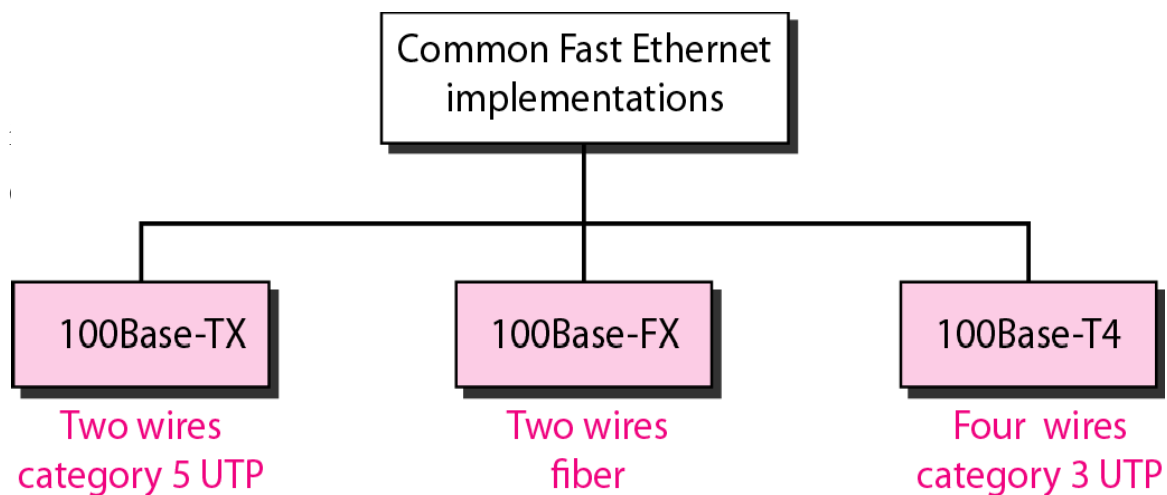 Common Fast Ethernet
implementations
100Base-TX
100Base-FX
100Base-T4
Two wires
category 5 UTP
Two wires
fiber
Four wires
category 3 UTP